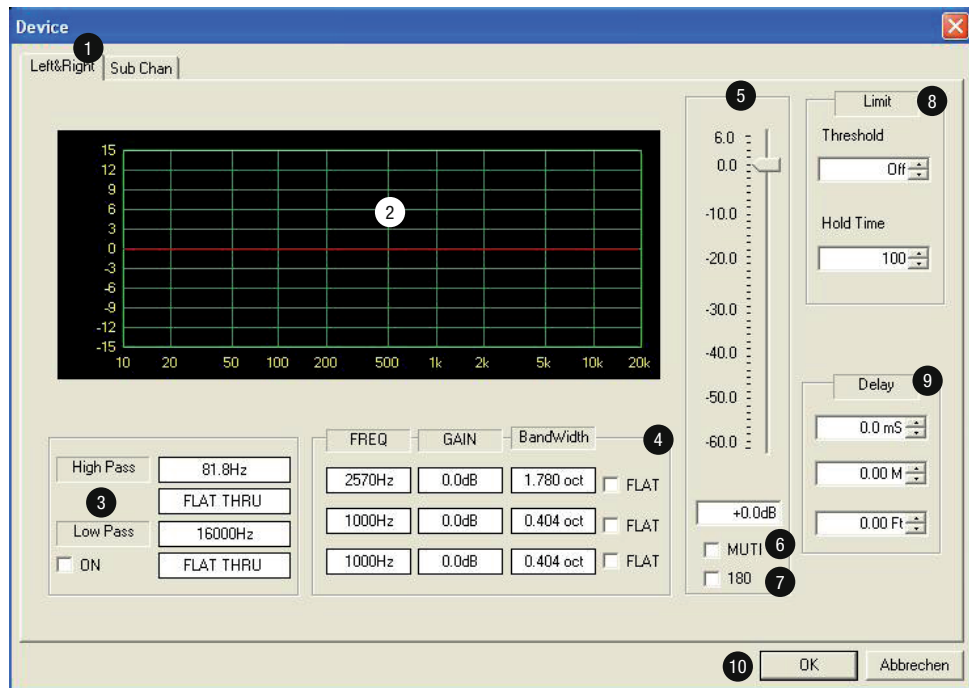 Device
1
Left&Right
Sub Chan
15
12
9
6
3
0
-3
-6
-9
-12
-15
10 20 50 100 200 500 1k 2k 5k 10k 20k
2
High Pass 81.8Hz
FLAT THRU
3
Low Pass 16000Hz
ON FLAT THRU
FREQ GAIN BandWidth 4
2570Hz 0.0dB 1.780 oct FLAT
1000Hz 0.0dB 0.404 oct FLAT
1000Hz 0.0dB 0.404 oct FLAT
5
6.0
0.0
-10.0
-20.0
-30.0
-40.0
-50.0
-60.0
+0.0dB
MUTI 6
180 7
Limit 8
Threshold
Off
Hold Time
100
Delay 9
0.0 mS
0.00 M
0.00 Ft
10 OK Abbrechen